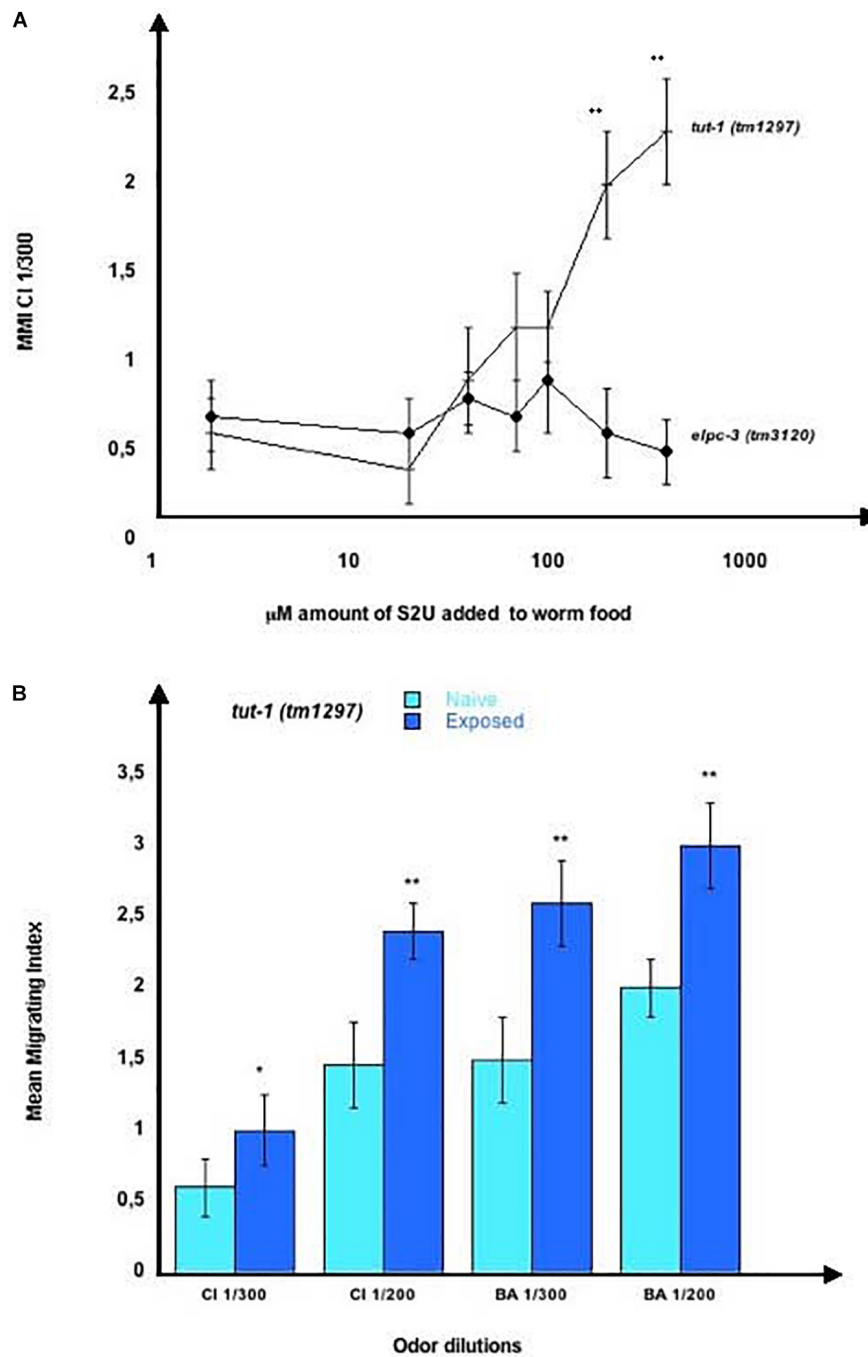 A
2,5
2
1,5
1
0,5
0
MMI CI 1/300
**
**
tut-1 (tm1297)
elpc-3 (tm3120)
1 10 100 1000
µM amount of S2U added to worm food
B
tut-1 (tm1297)
Naive
Exposed
3,5
3
2,5
2
1,5
1
0,5
0
Mean Migrating Index
*
**
**
**
CI 1/300 CI 1/200 BA 1/300 BA 1/200
Odor dilutions